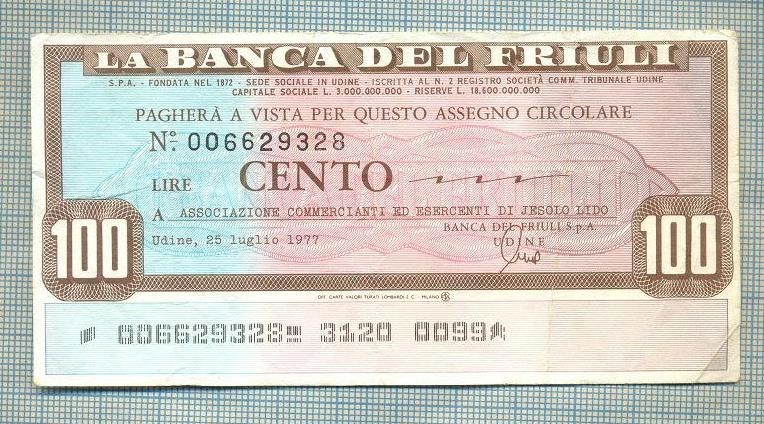 LA BANCA DEL FRIULI
S.P.A. - FONDATA NEL 1872 - SEDE SOCIALE IN UDINE - ISCRITTA AL N. 2 REGISTRO SOCIETÀ COMM. TRIBUNALE UDINE
CAPITALE SOCIALE L. 3.000.000.000 - RISERVE L. 18.600.000.000
PAGHERÀ A VISTA PER QUESTO ASSEGNO CIRCOLARE
No. 006629328
LIRE CENTO
A ASSOCIAZIONE COMMERCIANTI ED ESERCENTI DI JESOLO LIDO
Udine, 25 luglio 1977
BANCA DEL FRIULI S.p.A.
UDINE
100 100
OFF. CARTE VALORI TURATI LOMBARDI E C. - MILANO
006629328 3120 0099